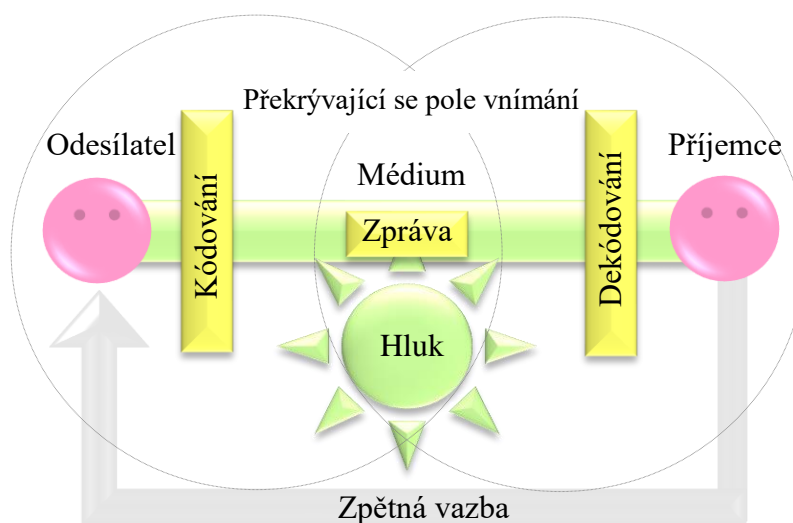 Překrývající se pole vnímání
Odesílatel
Příjemce
Médium
Kódování
Zpráva
Dekódování
Hluk
Zpětná vazba